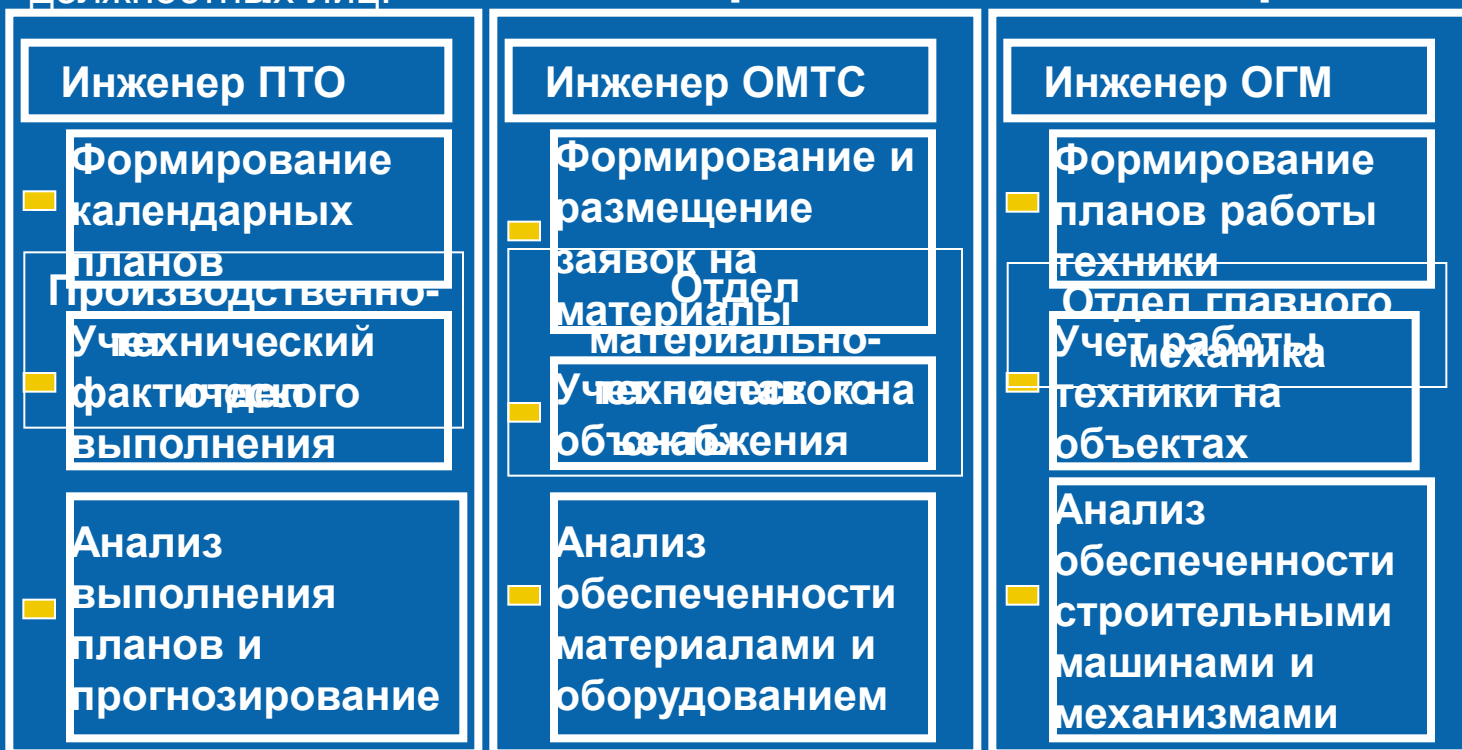 должностных лиц:
Инженер ПТО
Формирование
календарных
планов
Производственно-
технический
отдел
Учет
фактического
выполнения
Анализ
выполнения
планов и
прогнозирование
Инженер ОМТС
Формирование и
размещение
заявок на
материалы
Отдел
материально-
технического
снабжения
Учет поставок на
объекты
Анализ
обеспеченности
материалами и
оборудованием
Инженер ОГМ
Формирование
планов работы
техники
Отдел главного
механика
Учет работы
техники на
объектах
Анализ
обеспеченности
строительными
машинами и
механизмами